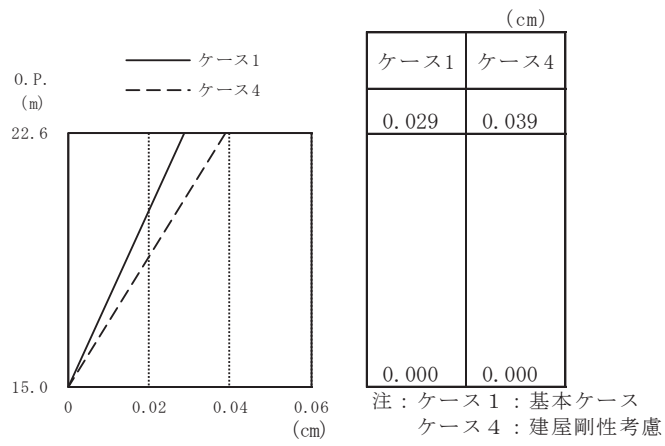 (cm)
ケース1 ケース4
ケース1
ケース4
O.P.
(m)
0.029 0.039
22.6
15.0
0.000 0.000
0 0.02 0.04 0.06
(cm)
注：ケース１：基本ケース
ケース４：建屋剛性考慮